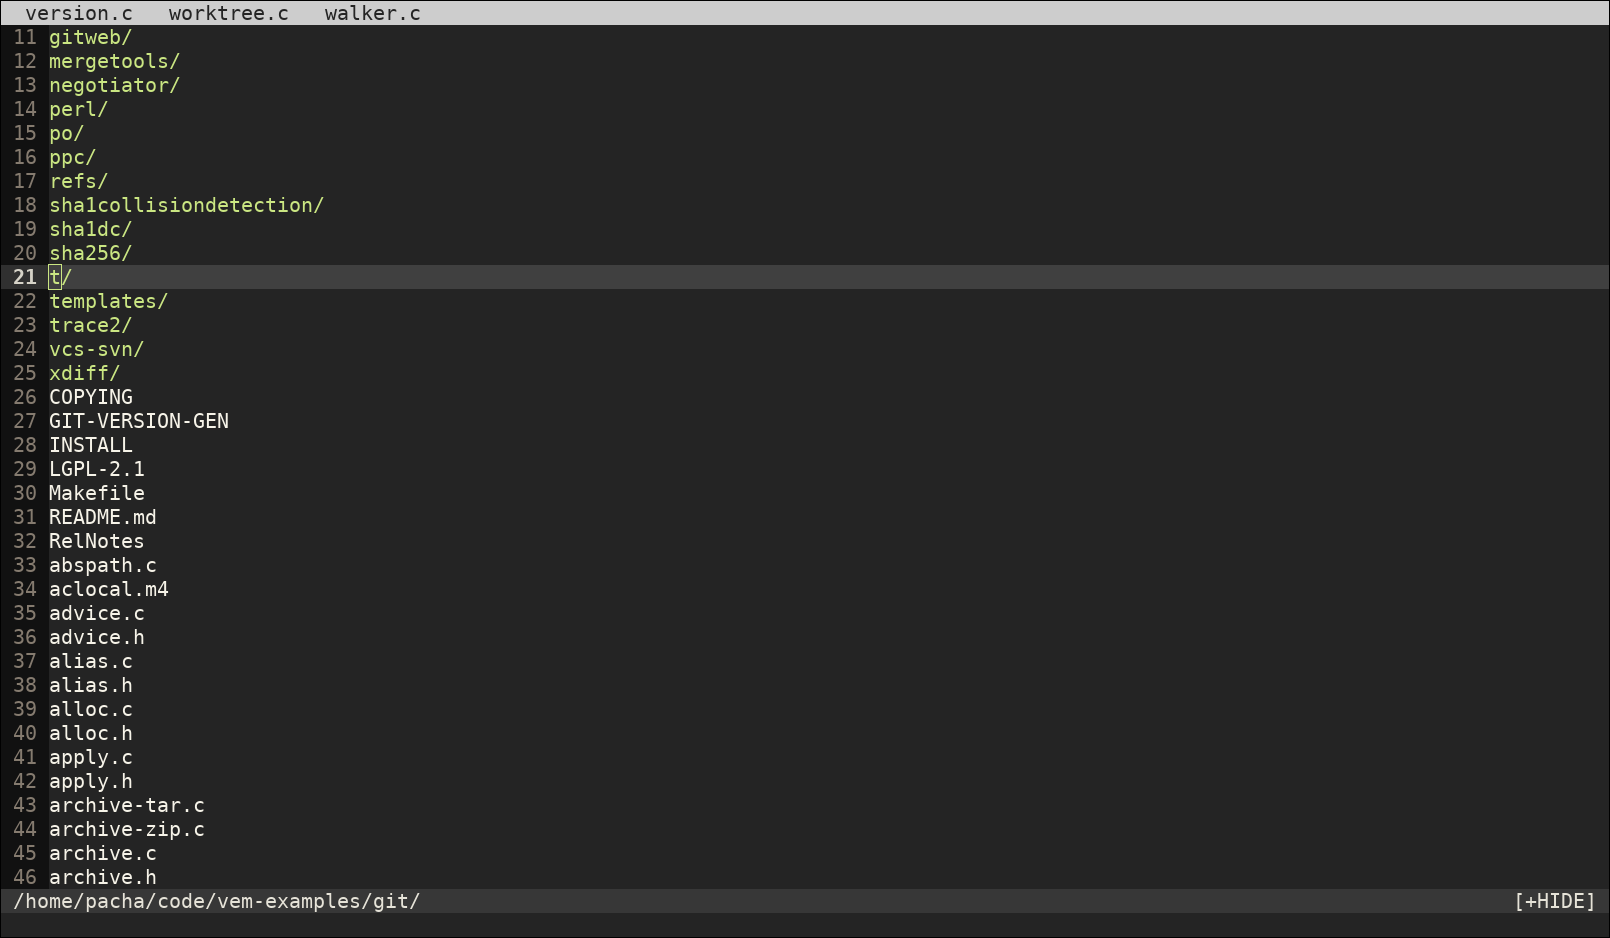 version.c   worktree.c   walker.c
11 gitweb/
12 mergetools/
13 negotiator/
14 perl/
15 po/
16 ppc/
17 refs/
18 sha1collisiondetection/
19 sha1dc/
20 sha256/
21 t/
22 templates/
23 trace2/
24 vcs-svn/
25 xdiff/
26 COPYING
27 GIT-VERSION-GEN
28 INSTALL
29 LGPL-2.1
30 Makefile
31 README.md
32 RelNotes
33 abspath.c
34 aclocal.m4
35 advice.c
36 advice.h
37 alias.c
38 alias.h
39 alloc.c
40 alloc.h
41 apply.c
42 apply.h
43 archive-tar.c
44 archive-zip.c
45 archive.c
46 archive.h
/home/pacha/code/vem-examples/git/ [+HIDE]